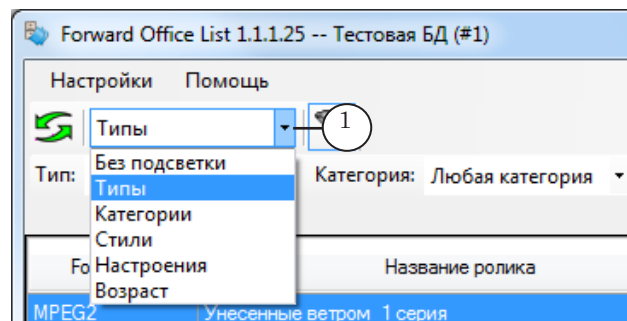 Forward Office List 1.1.1.25 -- Тестовая БД (#1)
Настройки Помощь
Типы 1
Тип: Без подсветки Категория: Любая категория
Типы
Категории
Стили
Настроения Название ролика
Возраст
MPEG2 Унесенные ветром 1 серия